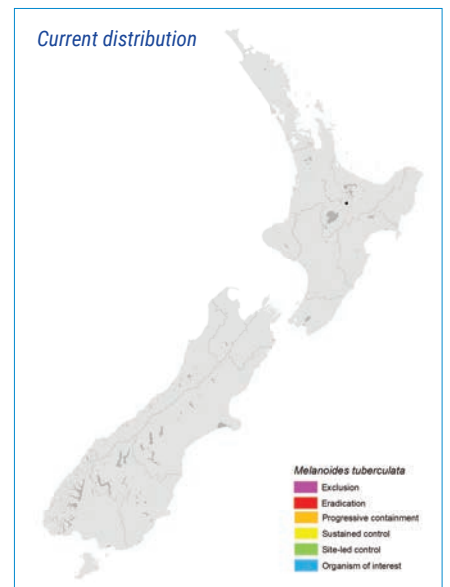 Current distribution
Melanoides tuberculata
Exclusion
Eradication
Progressive containment
Sustained control
Site-led control
Organism of interest